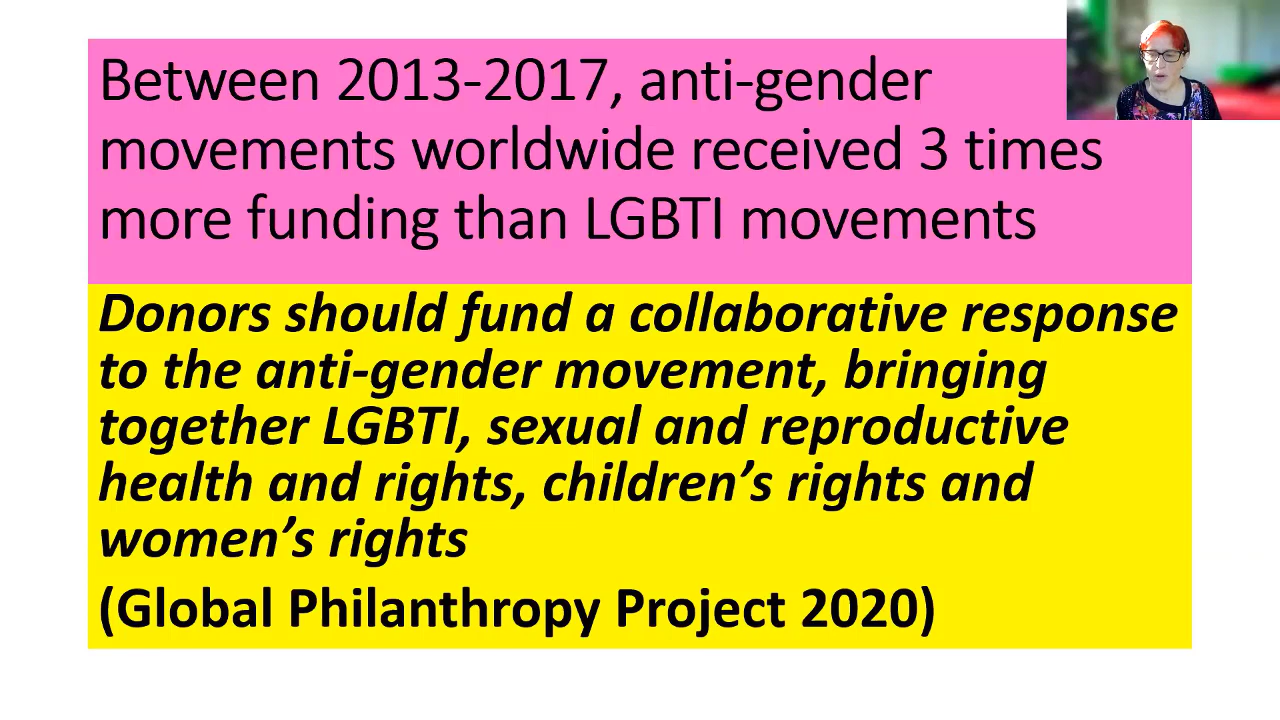 Between 2013-2017, anti-gender
movements worldwide received 3 times
more funding than LGBTI movements
Donors should fund a collaborative response
to the anti-gender movement, bringing
together LGBTI, sexual and reproductive
health and rights, children’s rights and
women’s rights
(Global Philanthropy Project 2020)